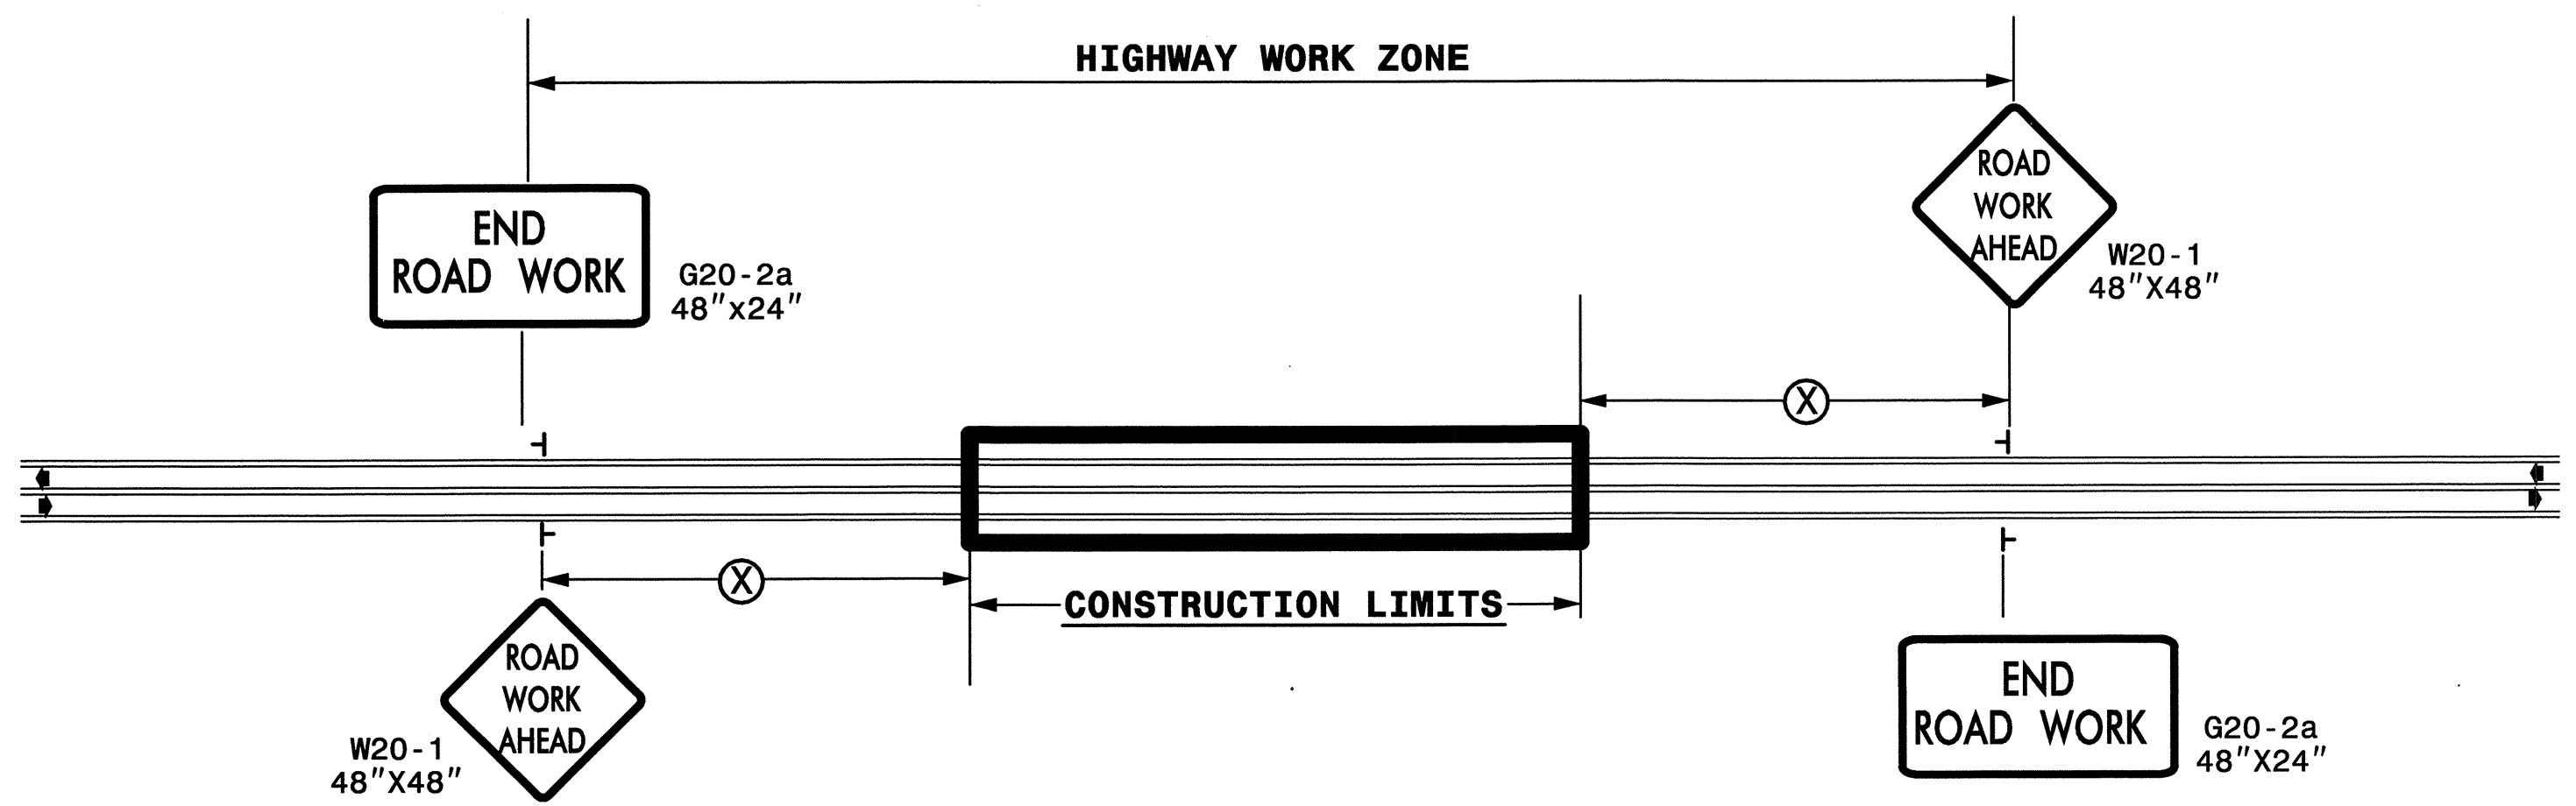 HIGHWAY WORK ZONE
END
ROAD WORK
G20-2a
48"x24"
ROAD
WORK
AHEAD
W20-1
48"X48"
X
X
CONSTRUCTION LIMITS
ROAD
WORK
AHEAD
W20-1
48"X48"
END
ROAD WORK
G20-2a
48"X24"